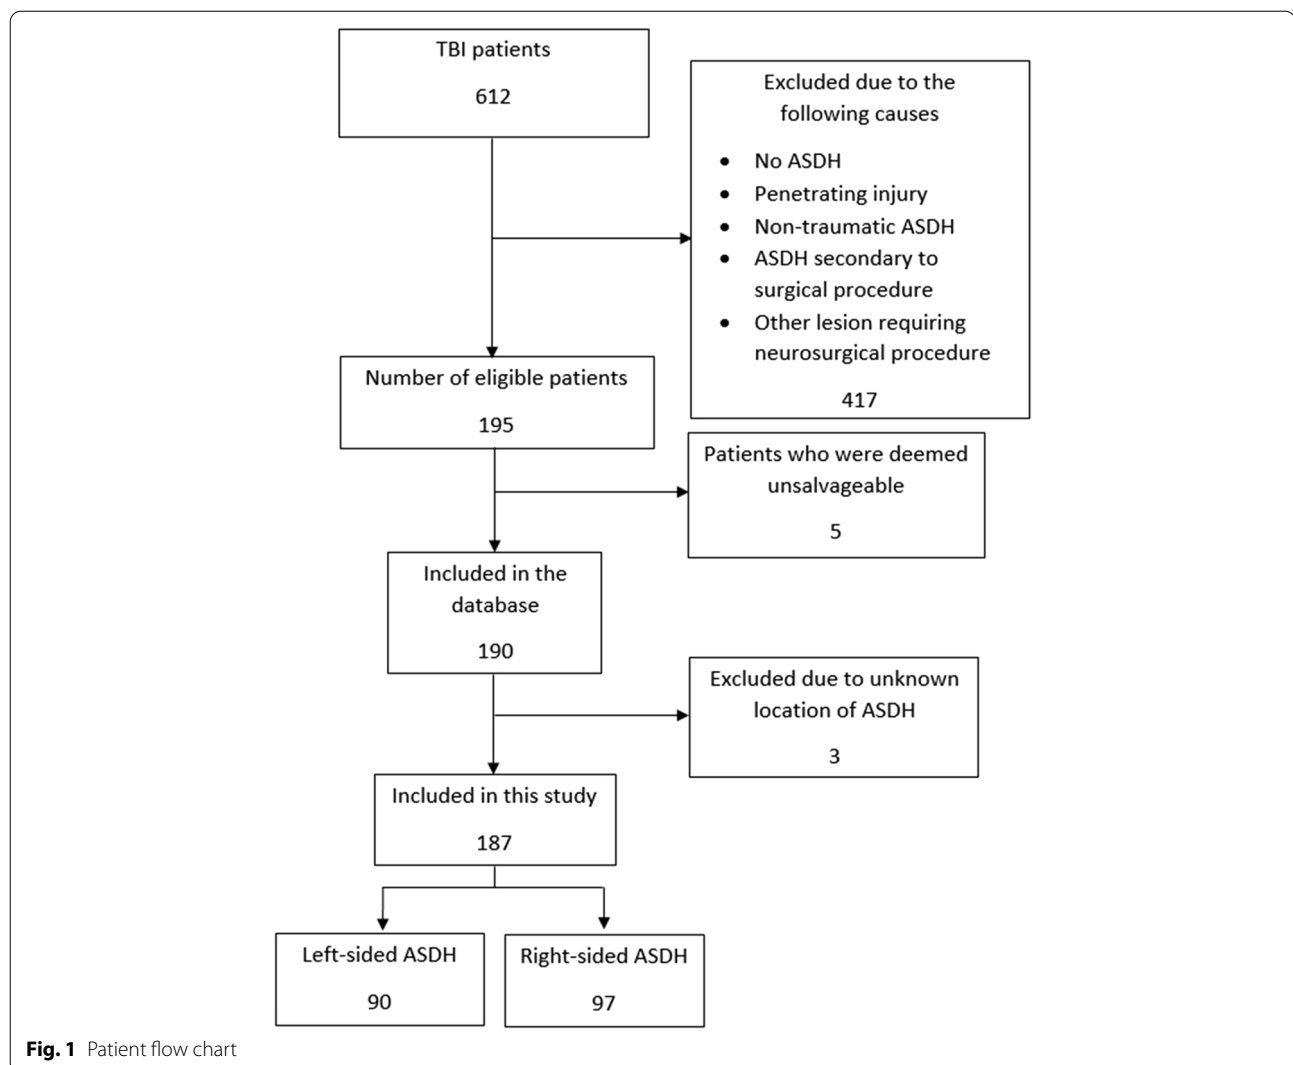 TBI patients
612
Excluded due to the
following causes
• No ASDH
• Penetrating injury
• Non-traumatic ASDH
• ASDH secondary to
surgical procedure
• Other lesion requiring
neurosurgical procedure
417
Number of eligible patients
195
Patients who were deemed
unsalvageable
5
Included in the
database
190
Excluded due to unknown
location of ASDH
3
Included in this study
187
Left-sided ASDH
90
Right-sided ASDH
97
Fig. 1 Patient flow chart